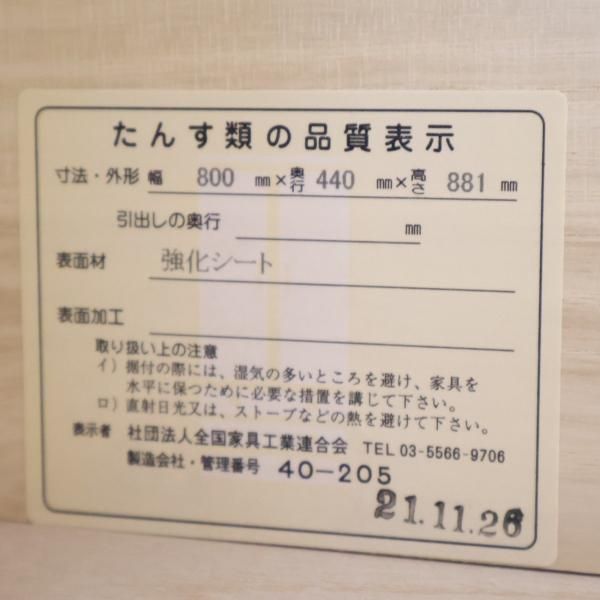 たんす類の品質表示
寸法・外形 幅 800 mm×奥行 440 mm×高さ 881 mm
引出しの奥行 mm
表面材 強化シート
表面加工
取り扱い上の注意
イ）据付の際には、湿気の多いところを避け、家具を
水平に保つために必要な措置を講じて下さい。
ロ）直射日光又は、ストーブなどの熱を避けて下さい。
表示者 社団法人全国家具工業連合会 TEL 03-5566-9706
製造会社・管理番号 40-205
21.11.26